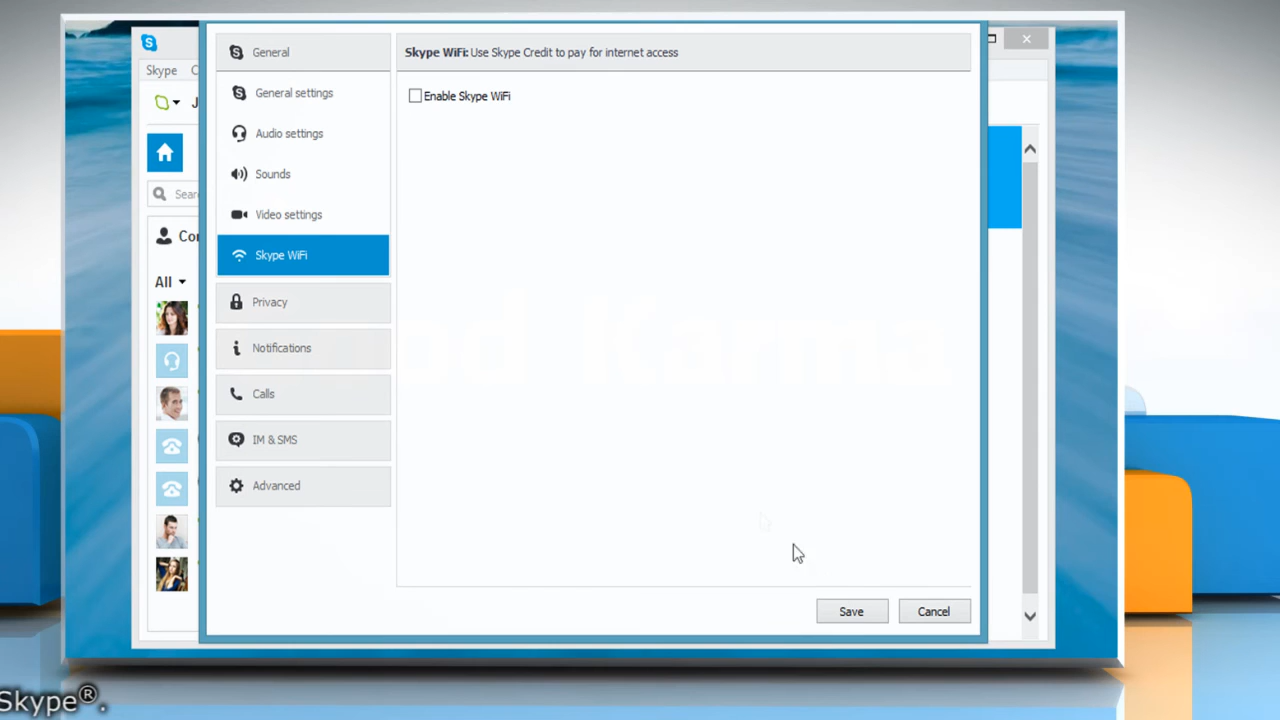 General
Skype WiFi: Use Skype Credit to pay for internet access
Skype
General settings
Enable Skype WiFi
Audio settings
Sounds
Video settings
Skype WiFi
All
Privacy
Notifications
Calls
IM & SMS
Advanced
Save
Cancel
Skype®.